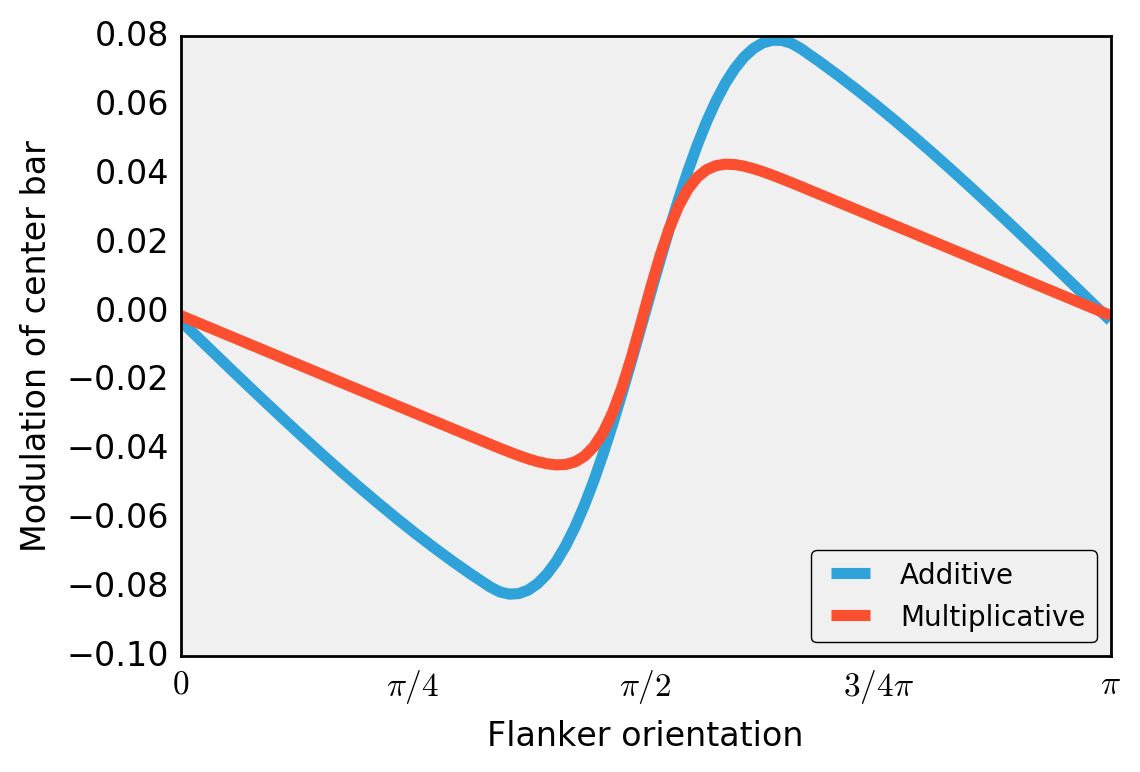 0.08
0.06
0.04
0.02
0.00
−0.02
−0.04
−0.06
−0.08
−0.10
Modulation of center bar
Additive
Multiplicative
0 π/4 π/2 3/4π π
Flanker orientation